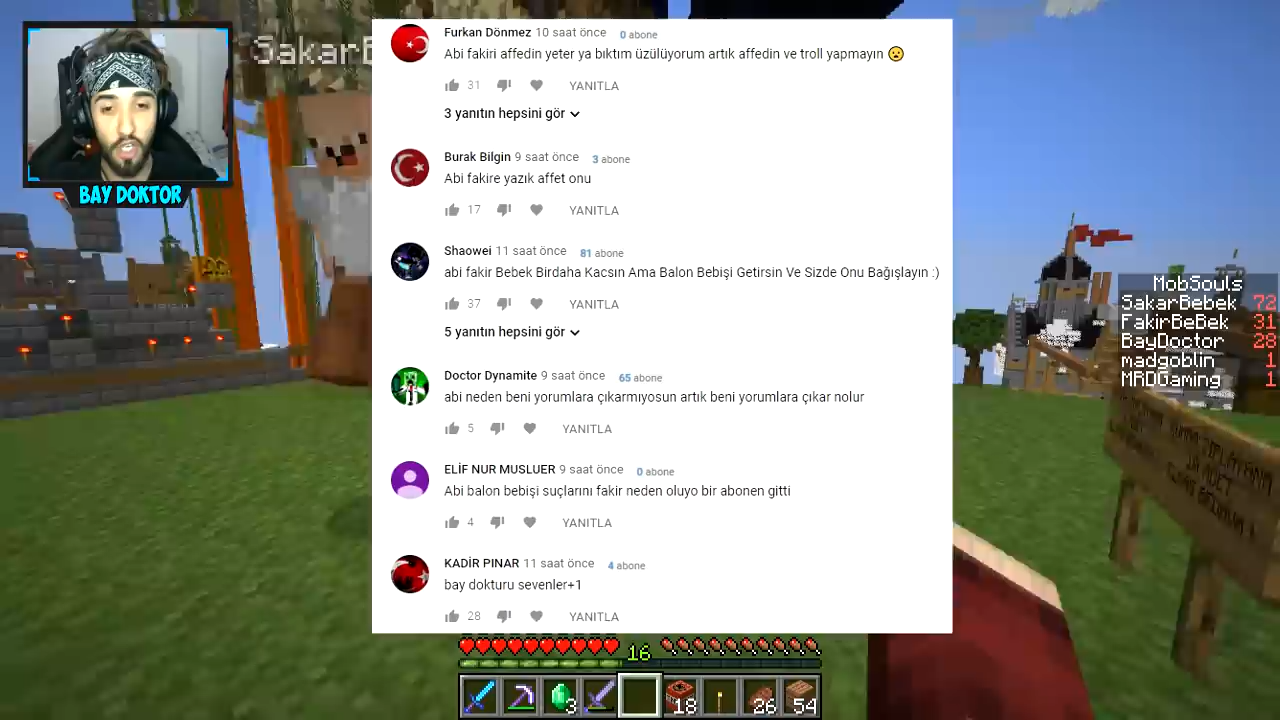 SakarB
BAY DOKTOR
Furkan Dönmez 10 saat önce 0 abone
Abi fakiri affedin yeter ya bıktım üzülüyorum artık affedin ve troll yapmayın 😮
31 YANITLA
3 yanıtın hepsini gör
Burak Bilgin 9 saat önce 3 abone
Abi fakire yazık affet onu
17 YANITLA
Shaowei 11 saat önce 81 abone
abi fakir Bebek Birdaha Kacsın Ama Balon Bebişi Getirsin Ve Sizde Onu Bağışlayın :)
37 YANITLA
5 yanıtın hepsini gör
Doctor Dynamite 9 saat önce 65 abone
abi neden beni yorumlara çıkarmıyosun artık beni yorumlara çıkar nolur
5 YANITLA
ELİF NUR MUSLUER 9 saat önce 0 abone
Abi balon bebişi suçlarını fakir neden oluyo bir abonen gitti
4 YANITLA
KADİR PINAR 11 saat önce 4 abone
bay dokturu sevenler+1
28 YANITLA
MobSouls
SakarBebek 72
FakirBeBek 31
BayDoctor 28
madgoblin 1
MRDGaming 1
16
3 18 26 54